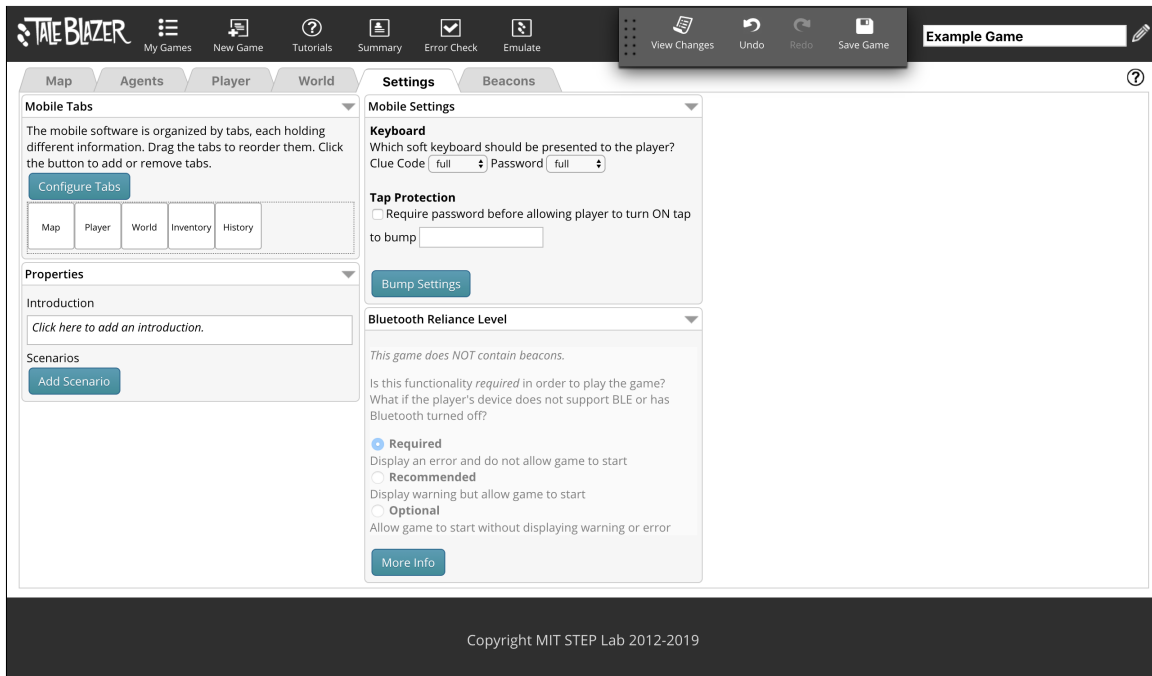 TALEBLAZER
My Games
New Game
Tutorials
Summary
Error Check
Emulate
View Changes
Undo
Redo
Save Game
Example Game
Map
Agents
Player
World
Settings
Beacons
Mobile Tabs
The mobile software is organized by tabs, each holding
different information. Drag the tabs to reorder them. Click
the button to add or remove tabs.
Configure Tabs
Map
Player
World
Inventory
History
Properties
Introduction
Click here to add an introduction.
Scenarios
Add Scenario
Mobile Settings
Keyboard
Which soft keyboard should be presented to the player?
Clue Code full Password full
Tap Protection
Require password before allowing player to turn ON tap
to bump
Bump Settings
Bluetooth Reliance Level
This game does NOT contain beacons.
Is this functionality required in order to play the game?
What if the player's device does not support BLE or has
Bluetooth turned off?
Required
Display an error and do not allow game to start
Recommended
Display warning but allow game to start
Optional
Allow game to start without displaying warning or error
More Info
Copyright MIT STEP Lab 2012-2019